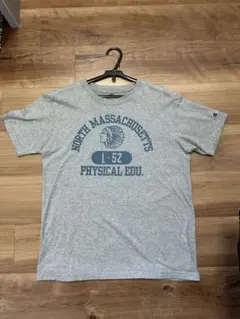 NORTH MASSACHUSETTS
1-52
PHYSICAL EDU.